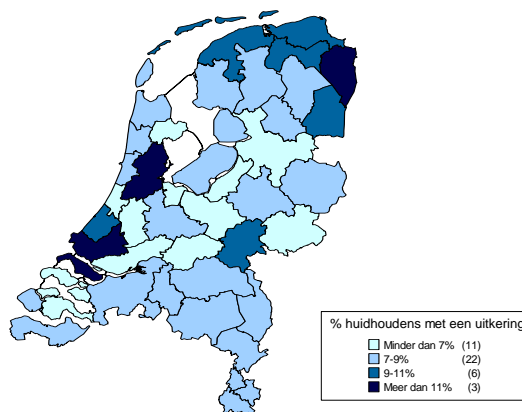 % huidhoudens met een uitkering
Minder dan 7% (11)
7-9% (22)
9-11% (6)
Meer dan 11% (3)